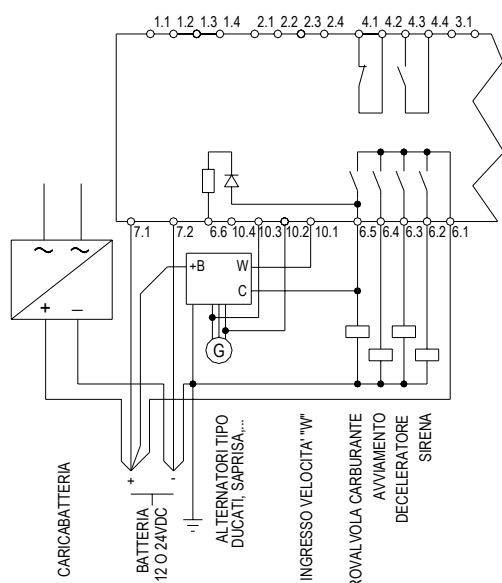 1.1 1.2 1.3 1.4 2.1 2.2 2.3 2.4 4.1 4.2 4.3 4.4 3.1
7.1 7.2 6.6 10.4 10.3 10.2 10.1 6.5 6.4 6.3 6.2 6.1
+B W
C
+ –
G
+ -
CARICABATTERIA
BATTERIA
12 O 24VDC
ALTERNATORI TIPO
DUCATI, SAPRISA,...
INGRESSO VELOCITA' "W"
ROVALVOLA CARBURANTE
AVVIAMENTO
DECELERATORE
SIRENA